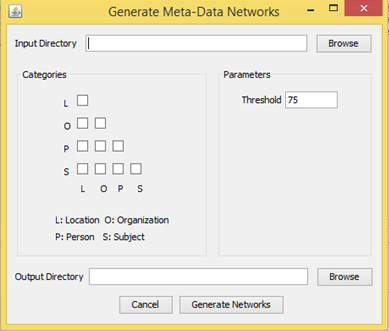 Generate Meta-Data Networks
Input Directory Browse
Categories Parameters
L Threshold 75
O
P
S
L O P S
L: Location O: Organization
P: Person S: Subject
Output Directory Browse
Cancel Generate Networks